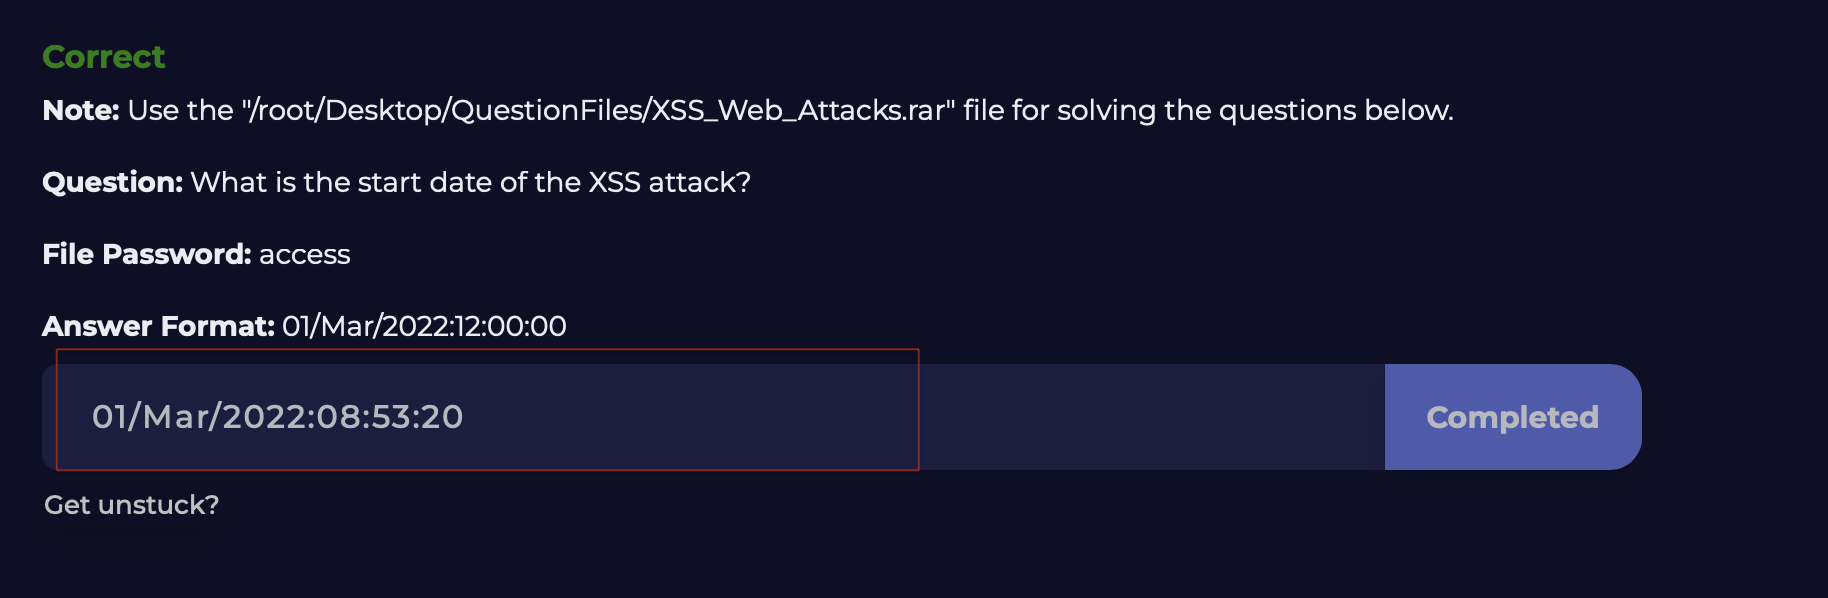 Correct
Note: Use the "/root/Desktop/QuestionFiles/XSS_Web_Attacks.rar" file for solving the questions below.
Question: What is the start date of the XSS attack?
File Password: access
Answer Format: 01/Mar/2022:12:00:00
01/Mar/2022:08:53:20
Completed
Get unstuck?